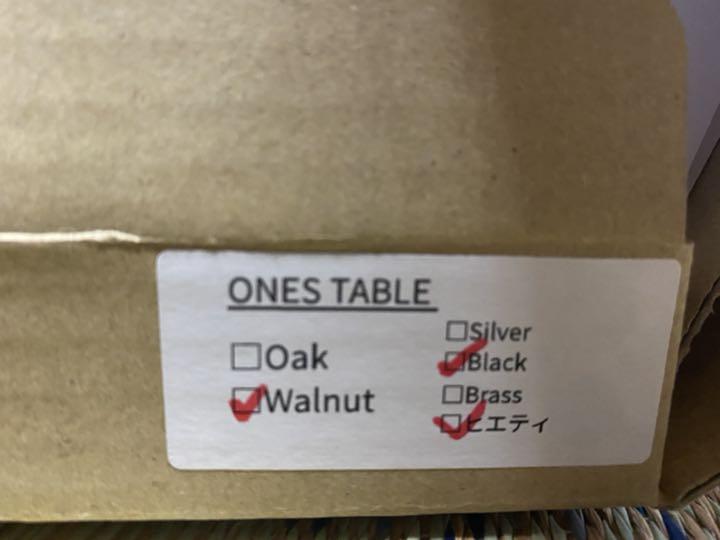 ONES TABLE
☐Oak
☑Walnut
☐Silver
☑Black
☐Brass
☑ヒエティ